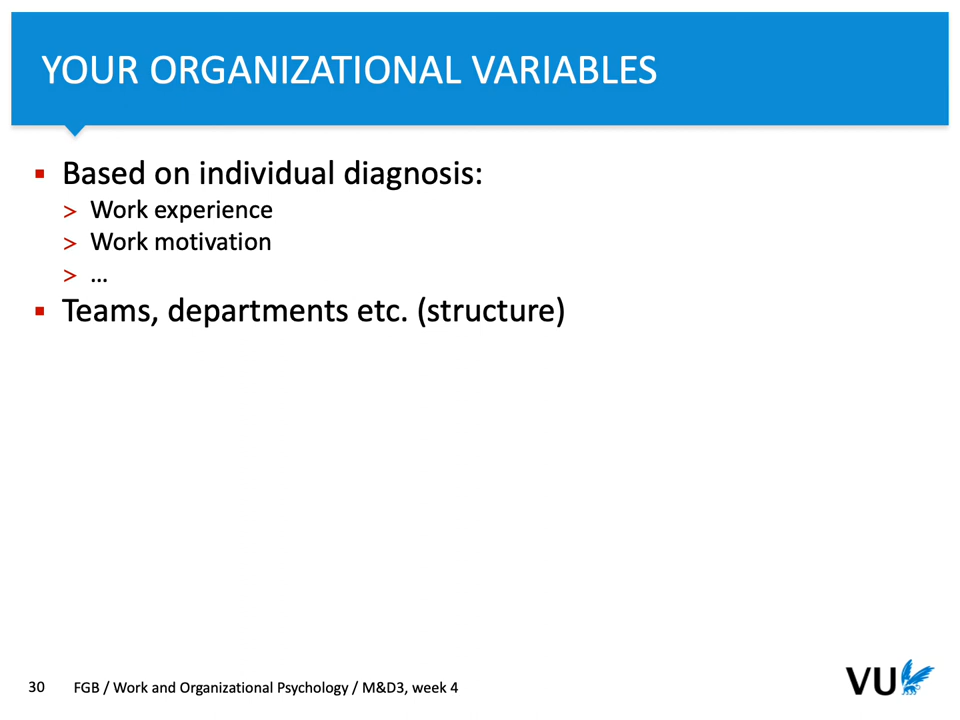 YOUR ORGANIZATIONAL VARIABLES
▪ Based on individual diagnosis:
> Work experience
> Work motivation
> …
▪ Teams, departments etc. (structure)
30 FGB / Work and Organizational Psychology / M&D3, week 4
VU